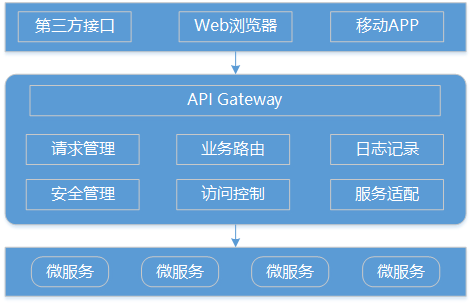 第三方接口 Web浏览器 移动APP
API Gateway
请求管理 业务路由 日志记录
安全管理 访问控制 服务适配
微服务 微服务 微服务 微服务